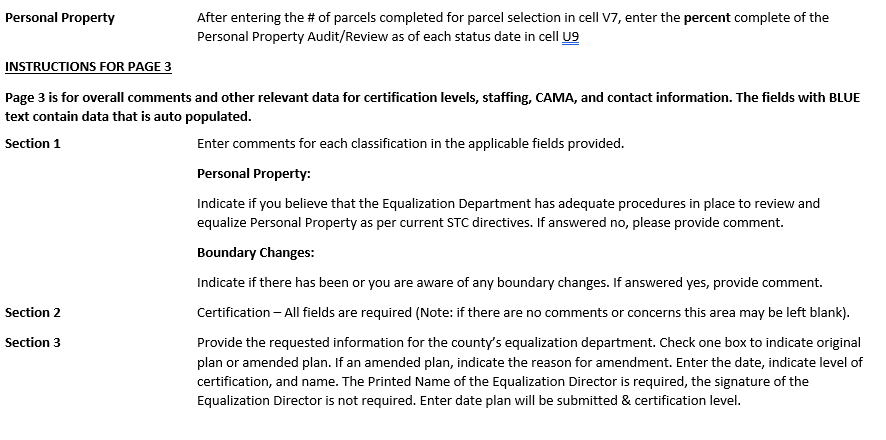 Personal Property After entering the # of parcels completed for parcel selection in cell V7, enter the percent complete of the
Personal Property Audit/Review as of each status date in cell U9
INSTRUCTIONS FOR PAGE 3
Page 3 is for overall comments and other relevant data for certification levels, staffing, CAMA, and contact information. The fields with BLUE
text contain data that is auto populated.
Section 1 Enter comments for each classification in the applicable fields provided.
Personal Property:
Indicate if you believe that the Equalization Department has adequate procedures in place to review and
equalize Personal Property as per current STC directives. If answered no, please provide comment.
Boundary Changes:
Indicate if there has been or you are aware of any boundary changes. If answered yes, provide comment.
Section 2 Certification – All fields are required (Note: if there are no comments or concerns this area may be left blank).
Section 3 Provide the requested information for the county's equalization department. Check one box to indicate original
plan or amended plan. If an amended plan, indicate the reason for amendment. Enter the date, indicate level of
certification, and name. The Printed Name of the Equalization Director is required, the signature of the
Equalization Director is not required. Enter date plan will be submitted & certification level.